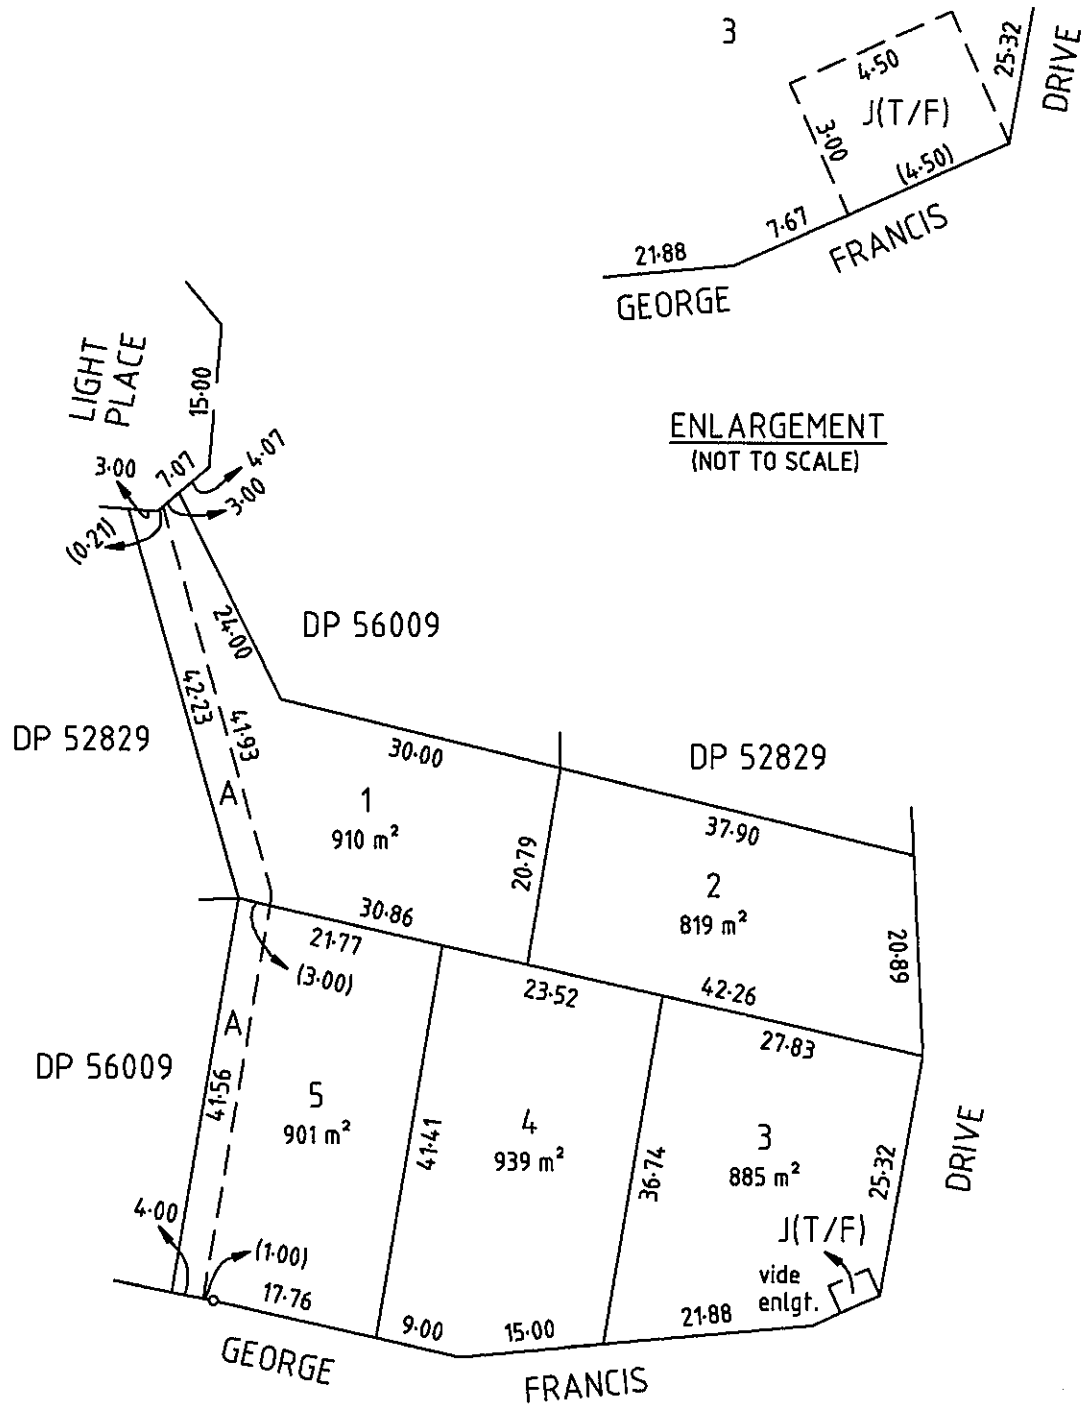 3
4·50
25·32
DRIVE
J(T/F)
3·00
(4·50)
7·67
FRANCIS
21·88
GEORGE
ENLARGEMENT
(NOT TO SCALE)
LIGHT
PLACE
15·00
3·00
7·07
4·07
3·00
(0·21)
24·00
DP 56009
42·23
41·93
DP 52829
30·00
DP 52829
A
1
910 m²
20·79
37·90
2
819 m²
20·89
30·86
21·77
(3·00)
23·52
42·26
27·83
A
DP 56009
41·56
5
901 m²
41·41
4
939 m²
36·74
3
885 m²
25·32
DRIVE
4·00
(1·00)
17·76
J(T/F)
vide
enlgt.
9·00
15·00
21·88
GEORGE
FRANCIS